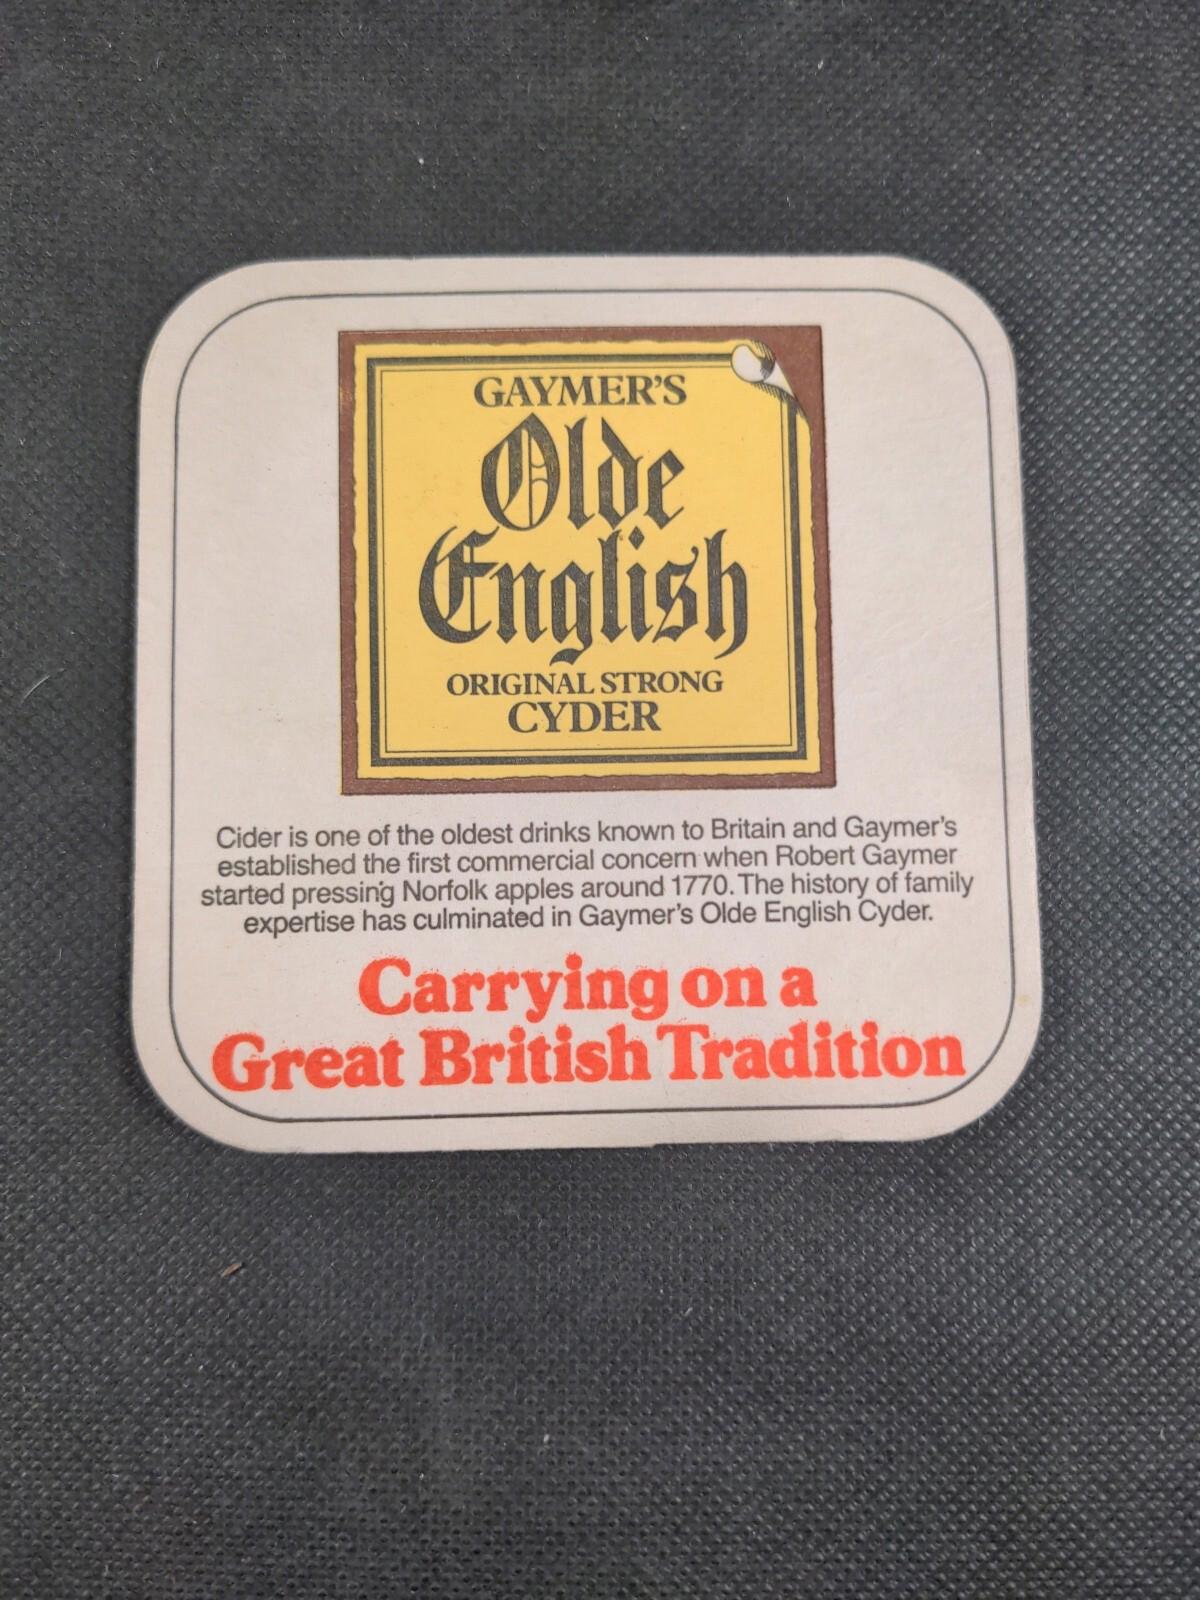 GAYMER'S
Olde
English
ORIGINAL STRONG
CYDER
Cider is one of the oldest drinks known to Britain and Gaymer's
established the first commercial concern when Robert Gaymer
started pressing Norfolk apples around 1770. The history of family
expertise has culminated in Gaymer's Olde English Cyder.
Carrying on a
Great British Tradition